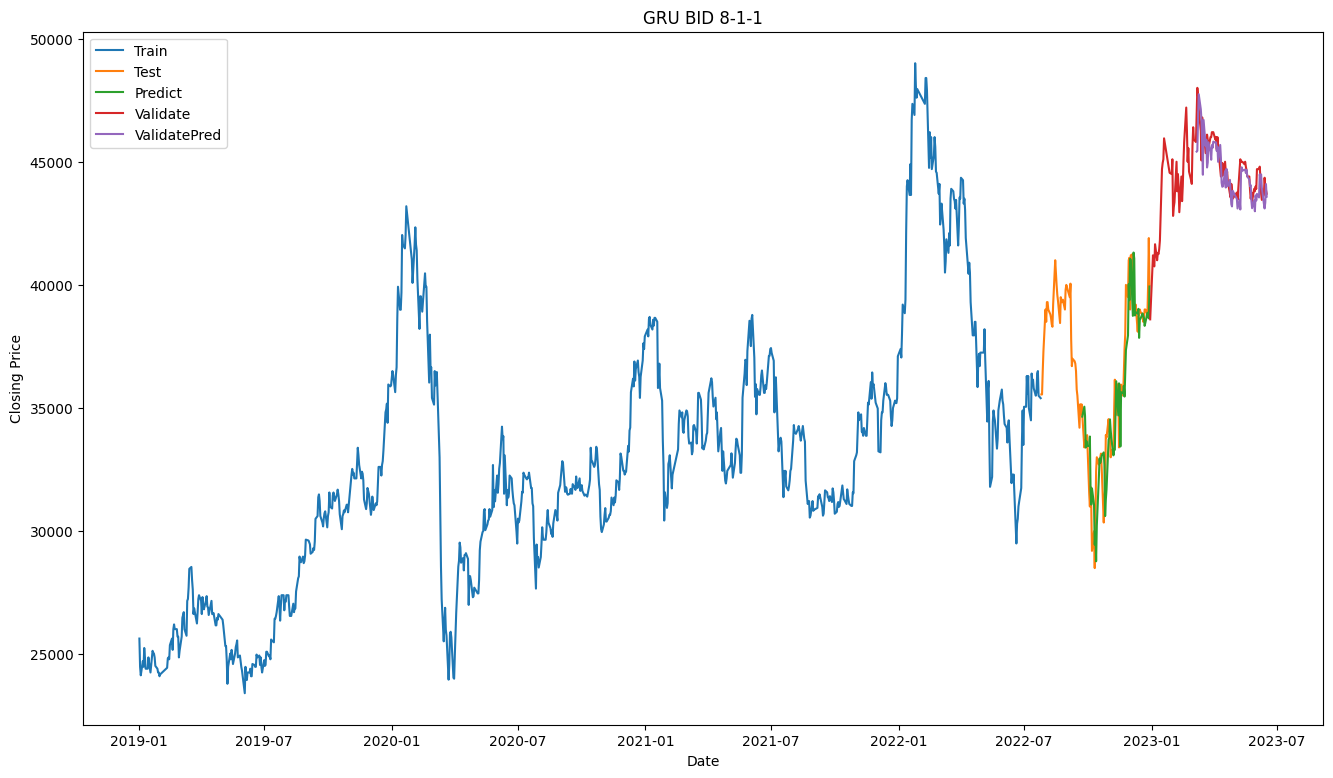 GRU BID 8-1-1
50000
45000
40000
35000
30000
25000
Closing Price
Train
Test
Predict
Validate
ValidatePred
2019-01
2019-07
2020-01
2020-07
2021-01
2021-07
2022-01
2022-07
2023-01
2023-07
Date